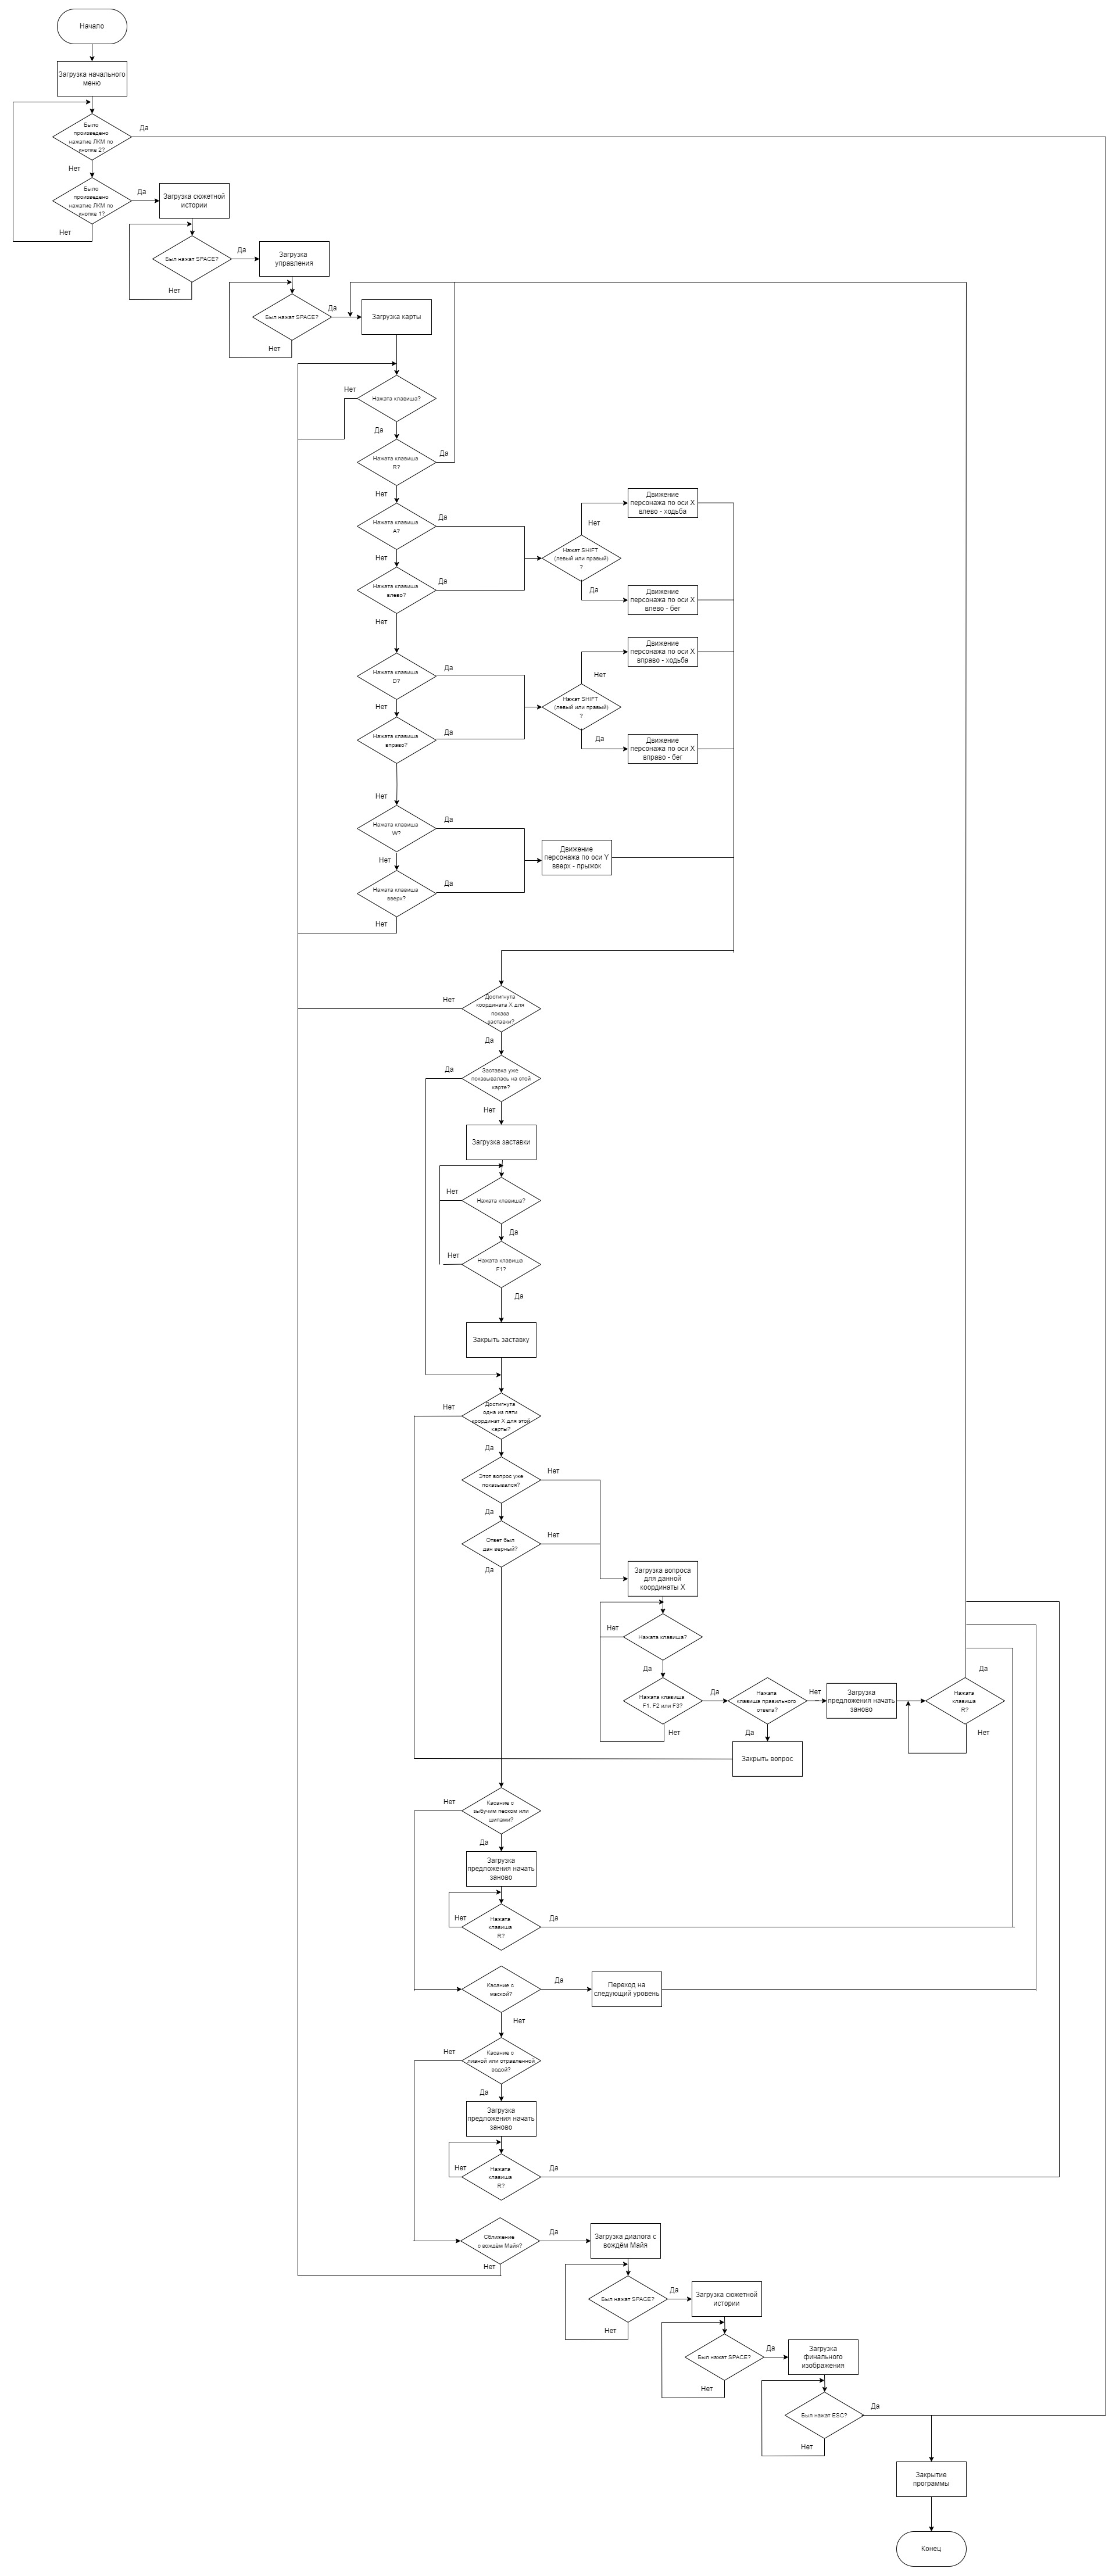 Начало
Загрузка начального
меню
Было
произведено
нажатие ЛКМ по
кнопке 2?
Да
Нет
Было
произведено
нажатие ЛКМ по
кнопке 1?
Да
Нет
Загрузка сюжетной
истории
Был нажат SPACE?
Да
Нет
Загрузка
управления
Был нажат SPACE?
Да
Нет
Загрузка карты
Нажата клавиша?
Нет
Да
Нажата клавиша
R?
Да
Нет
Нажата клавиша
A?
Да
Нет
Нажата клавиша
влево?
Да
Нет
Нажат SHIFT
(левый или правый)
?
Нет
Движение
персонажа по оси X
влево - ходьба
Да
Движение
персонажа по оси X
влево - бег
Нажата клавиша
D?
Да
Нет
Нажата клавиша
вправо?
Да
Нет
Нажат SHIFT
(левый или правый)
?
Нет
Движение
персонажа по оси X
вправо - ходьба
Да
Движение
персонажа по оси X
вправо - бег
Нажата клавиша
W?
Да
Нет
Нажата клавиша
вверх?
Да
Нет
Движение
персонажа по оси Y
вверх - прыжок
Достигнута
координата X для
показа
заставки?
Нет
Да
Заставка уже
показывалась на этой
карте?
Да
Нет
Загрузка заставки
Нажата клавиша?
Нет
Да
Нажата клавиша
F1?
Нет
Да
Закрыть заставку
Достигнута
одна из пяти
координат X для этой
карты?
Нет
Да
Этот вопрос уже
показывался?
Нет
Да
Ответ был
дан верный?
Нет
Да
Загрузка вопроса
для данной
координаты X
Нажата клавиша?
Нет
Да
Нажата клавиша
F1, F2 или F3?
Да
Нет
Нажата
клавиша правильного
ответа?
Нет
Да
Загрузка
предложения начать
заново
Нажата
клавиша
R?
Да
Нет
Закрыть вопрос
Касание с
зыбучим песком или
шипами?
Нет
Да
Загрузка
предложения начать
заново
Нажата
клавиша
R?
Нет
Да
Касание с
маской?
Да
Нет
Переход на
следующий уровень
Касание с
лианой или отравленной
водой?
Нет
Да
Загрузка
предложения начать
заново
Нажата
клавиша
R?
Нет
Да
Сближение
с вождём Майя?
Да
Нет
Загрузка диалога с
вождём Майя
Был нажат SPACE?
Да
Нет
Загрузка сюжетной
истории
Был нажат SPACE?
Да
Нет
Загрузка
финального
изображения
Был нажат ESC?
Да
Нет
Закрытие
программы
Конец